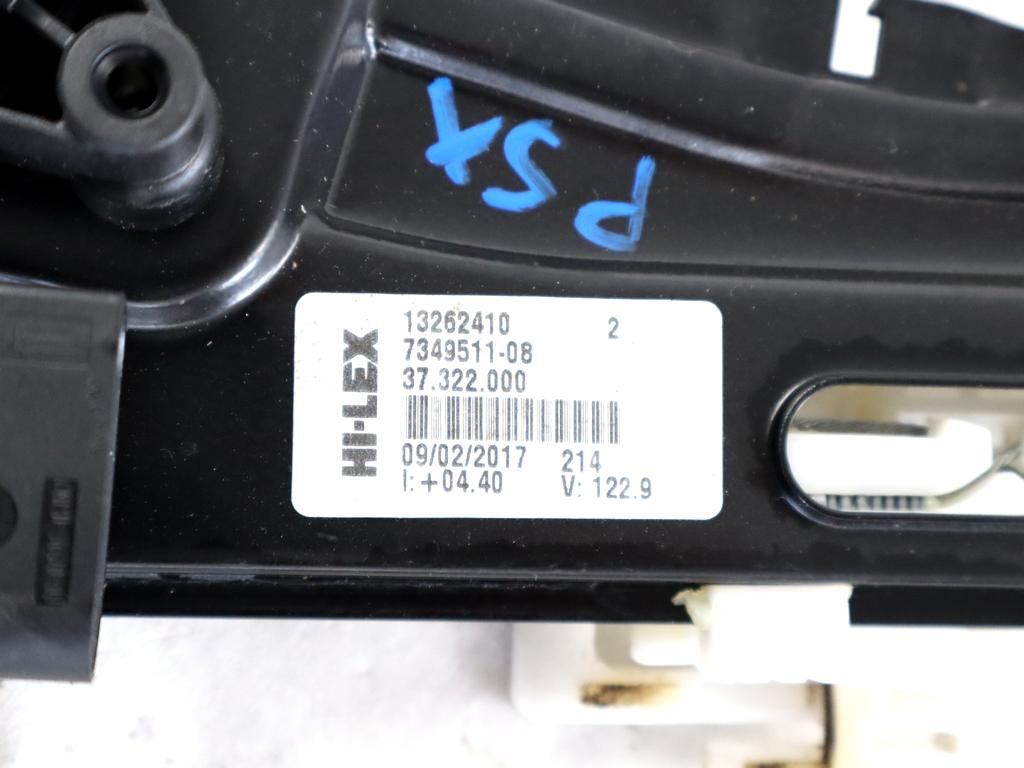 PSX
13262410 2
7349511-08
37.322.000
HI-LEX
09/02/2017 214
I:+04.40 V: 122.9